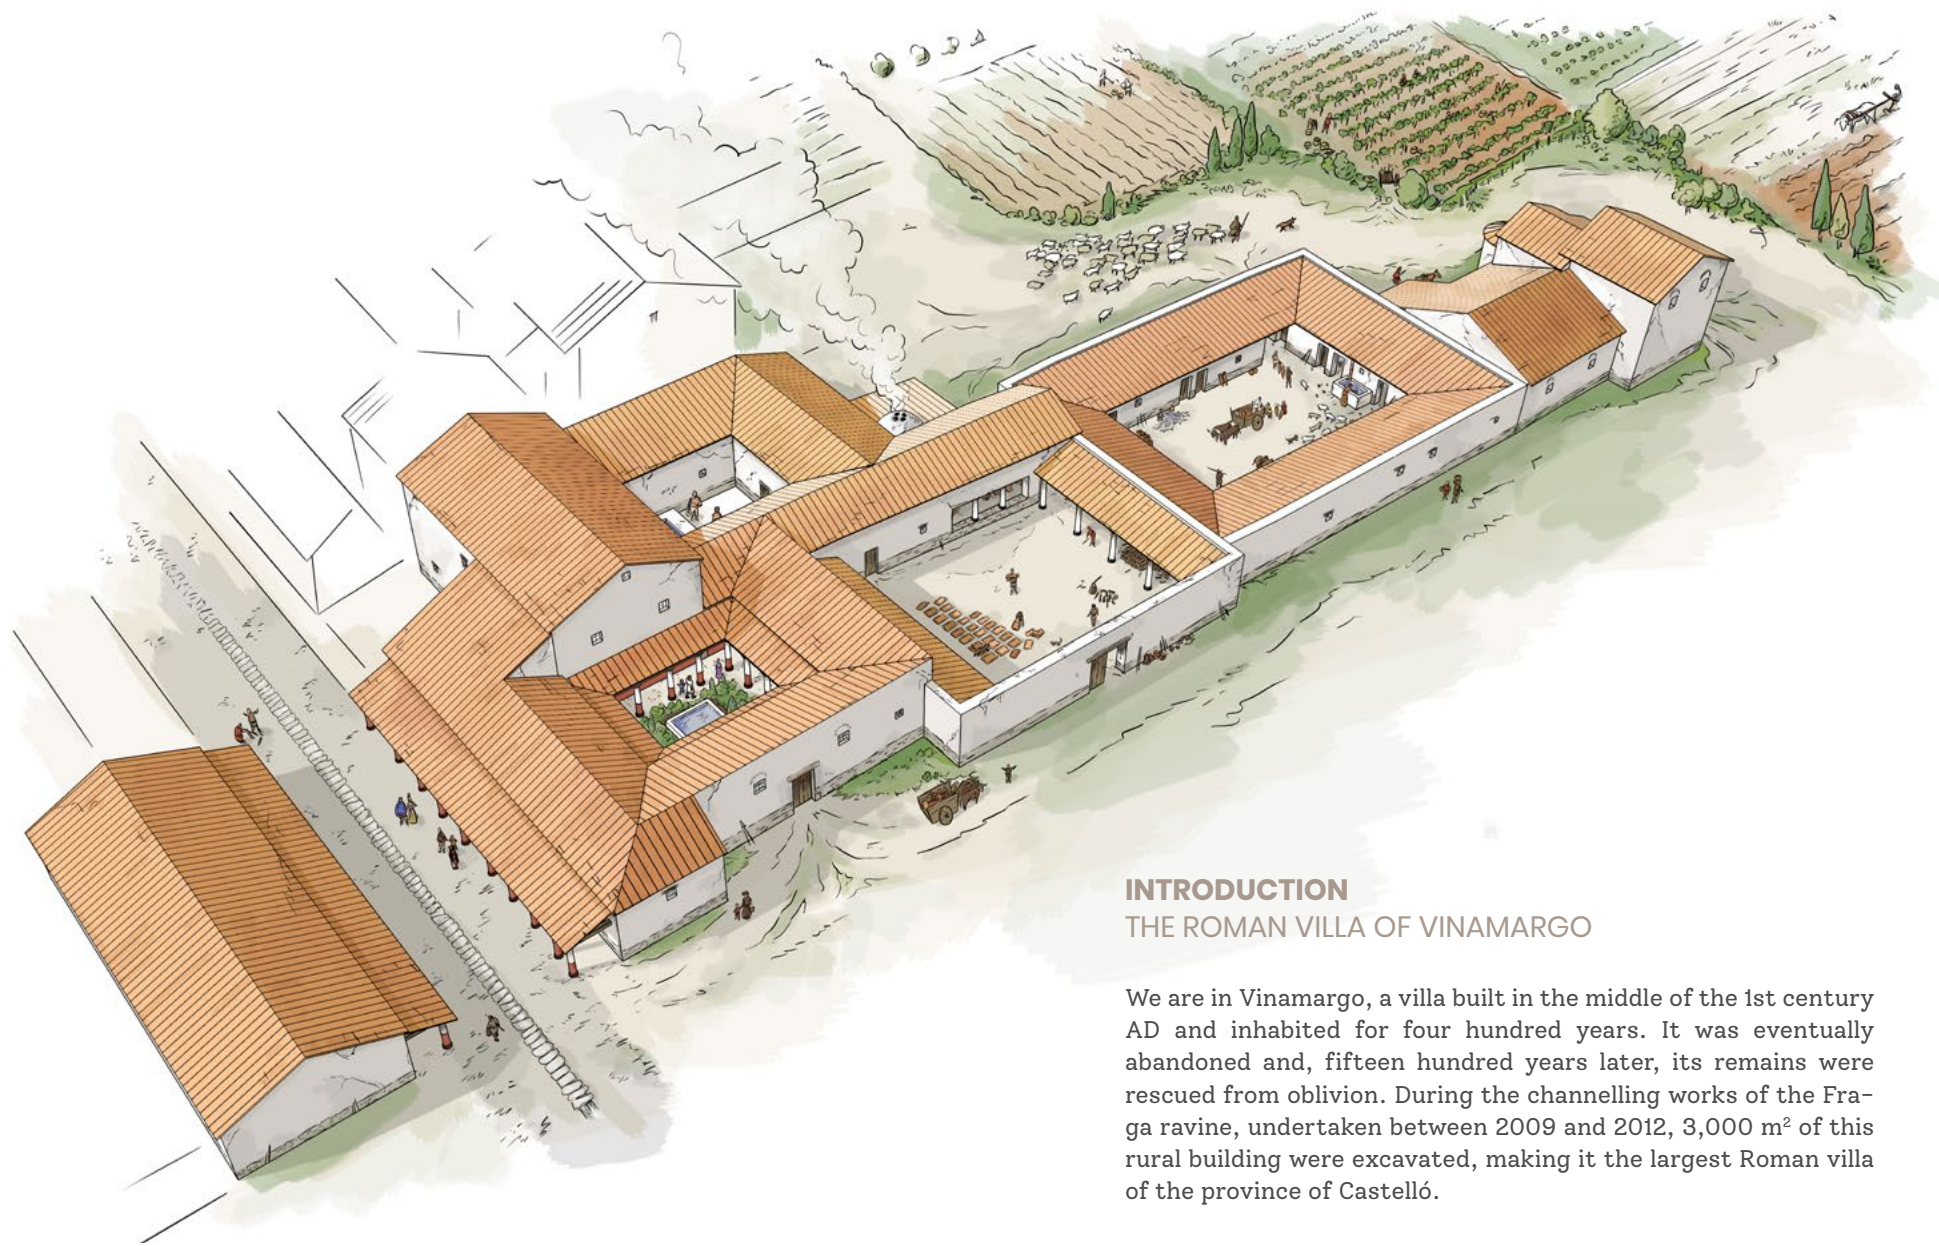 INTRODUCTION
THE ROMAN VILLA OF VINAMARGO
We are in Vinamargo, a villa built in the middle of the 1st century
AD and inhabited for four hundred years. It was eventually
abandoned and, fifteen hundred years later, its remains were
rescued from oblivion. During the channelling works of the Fra-
ga ravine, undertaken between 2009 and 2012, 3,000 m² of this
rural building were excavated, making it the largest Roman villa
of the province of Castelló.